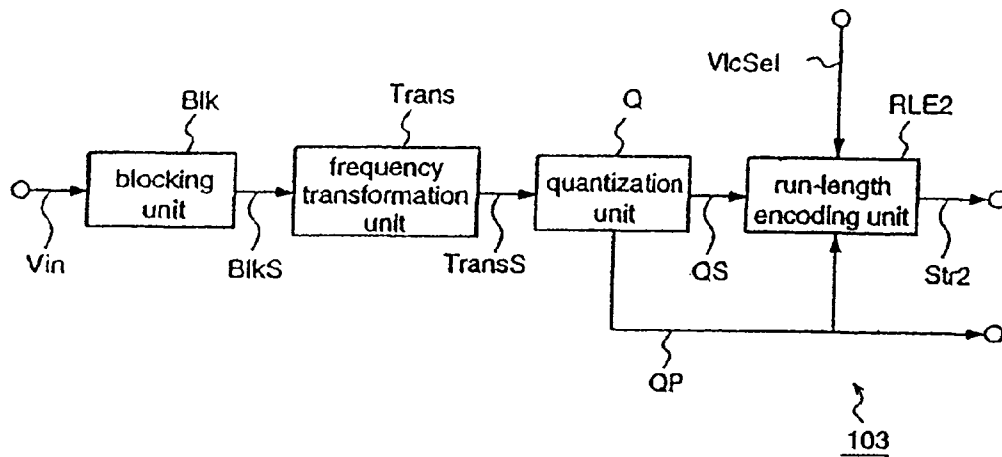 VlcSel
Blk
Trans
Q
RLE2
blocking
unit
frequency
transformation
unit
quantization
unit
run-length
encoding unit
Vin
BlkS
TransS
QS
Str2
QP
103